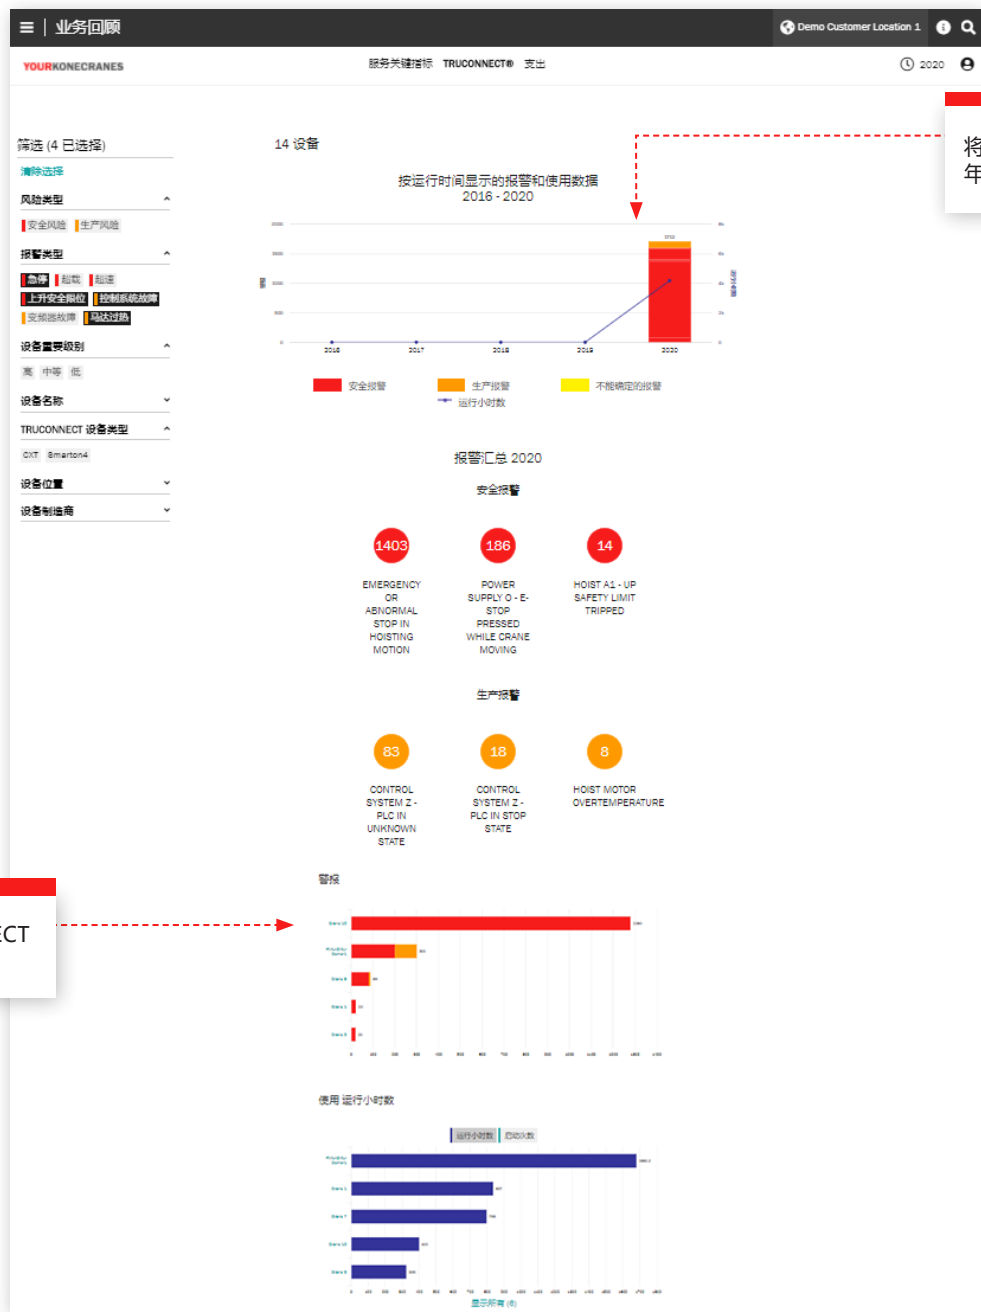 业务回顾
Demo Customer Location 1
YOURKONECRANES
服务关键指标 TRUCONNECT® 支出
2020
筛选 (4 已选择)
清除选择
风险类型
安全风险 生产风险
报警类型
急停 超载 超速
上升安全限位 控制系统故障
变频器故障 马达过热
设备重要级别
高 中等 低
设备名称
TRUCONNECT 设备类型
CXT Smarton4
设备位置
设备制造商
14 设备
将
年
按运行时间显示的报警和使用数据
2016 - 2020
2016 2017 2018 2019 2020
安全报警 生产报警 不能确定的报警
运行小时数
报警汇总 2020
安全报警
1403 186 14
EMERGENCY
OR
ABNORMAL
STOP IN
HOISTING
MOTION
POWER
SUPPLY O - E-
STOP
PRESSED
WHILE CRANE
MOVING
HOIST A1 - UP
SAFETY LIMIT
TRIPPED
生产报警
83 18 8
CONTROL
SYSTEM Z -
PLC IN
UNKNOWN
STATE
CONTROL
SYSTEM Z -
PLC IN STOP
STATE
HOIST MOTOR
OVERTEMPERATURE
警报
ECT
使用 运行小时数
运行小时数 启动次数
显示所有 (6)